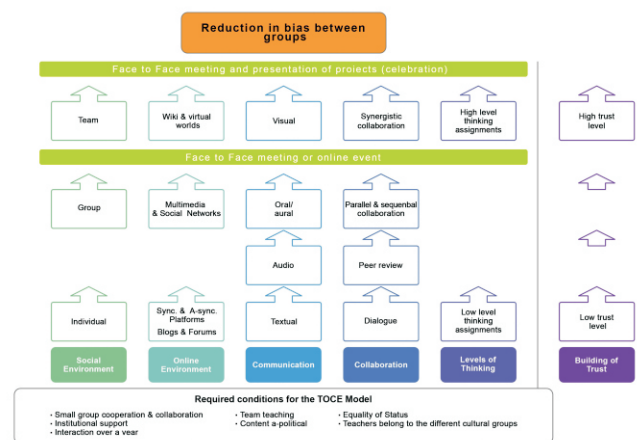 Reduction in bias between
groups
Face to Face meeting and presentation of projects (celebration)
Team
Wiki & virtual
worlds
Visual
Synergistic
collaboration
High level
thinking
assignments
High trust
level
Face to Face meeting or online event
Group
Multimedia
& Social Networks
Oral/
aural
Parallel & sequenbal
collaboration
Audio
Peer review
Individual
Sync. & A-sync.
Platforms
Blogs & Forums
Textual
Dialogue
Low level
thinking
assignments
Low trust
level
Social
Environment
Online
Environment
Communication
Collaboration
Levels of
Thinking
Building of
Trust
Required conditions for the TOCE Model
· Small group cooperation & collaboration
· Institutional support
· Interaction over a year
· Team teaching
· Content a-political
· Equality of Status
· Teachers belong to the different cultural groups